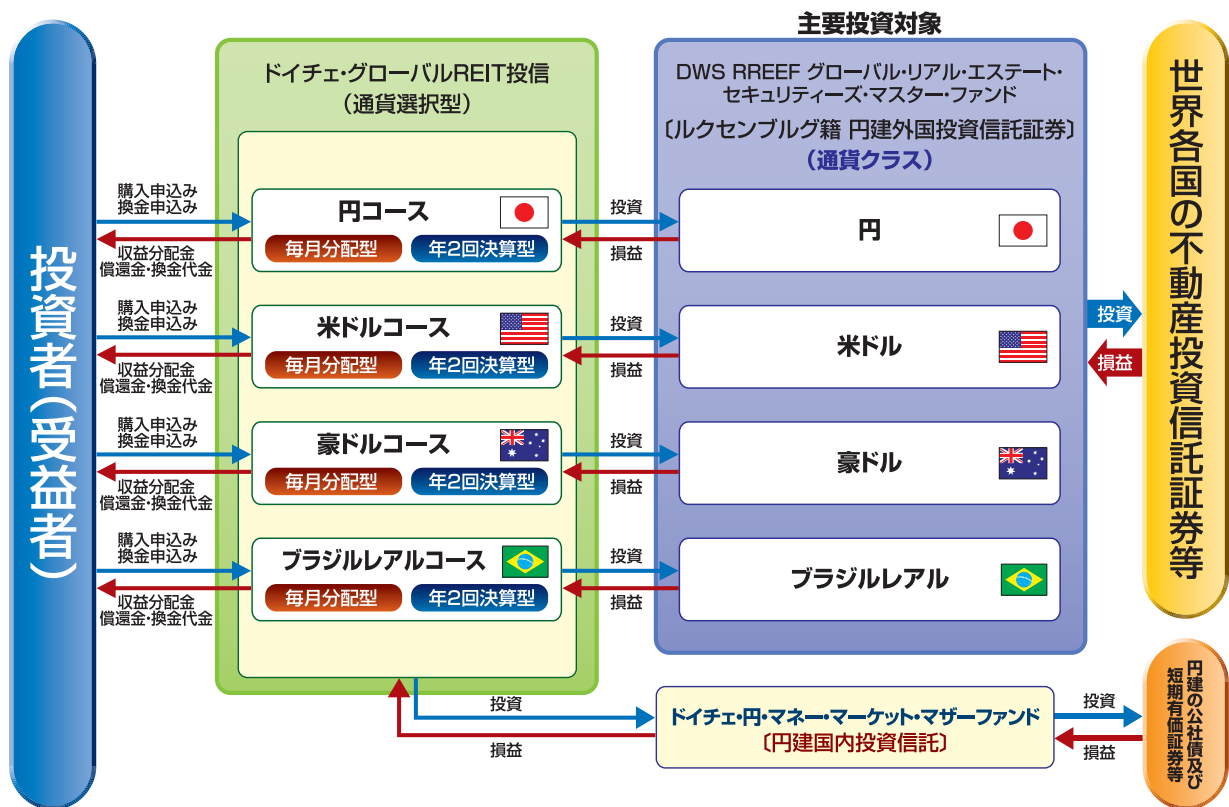 投資者(受益者)
ドイチェ・グローバルREIT投信
(通貨選択型)
主要投資対象
DWS RREEF グローバル・リアル・エステート・
セキュリティーズ・マスター・ファンド
〔ルクセンブルグ籍 円建外国投資信託証券〕
(通貨クラス)
購入申込み
換金申込み
収益分配金
償還金・換金代金
円コース
毎月分配型 年2回決算型
投資
損益
円
購入申込み
換金申込み
収益分配金
償還金・換金代金
米ドルコース
毎月分配型 年2回決算型
投資
損益
米ドル
購入申込み
換金申込み
収益分配金
償還金・換金代金
豪ドルコース
毎月分配型 年2回決算型
投資
損益
豪ドル
購入申込み
換金申込み
収益分配金
償還金・換金代金
ブラジルレアルコース
毎月分配型 年2回決算型
投資
損益
ブラジルレアル
投資
損益
世界各国の不動産投資信託証券等
投資
損益
ドイチェ・円・マネー・マーケット・マザーファンド
〔円建国内投資信託〕
投資
損益
円建の公社債及び
短期有価証券等